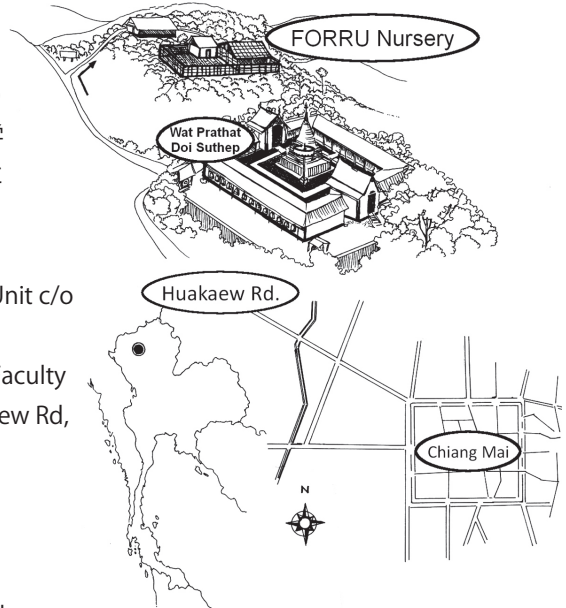 FORRU Nursery
Wat Prathat
Doi Suthep
Unit c/o
Huakaew Rd.
Faculty
ew Rd,
Chiang Mai
N